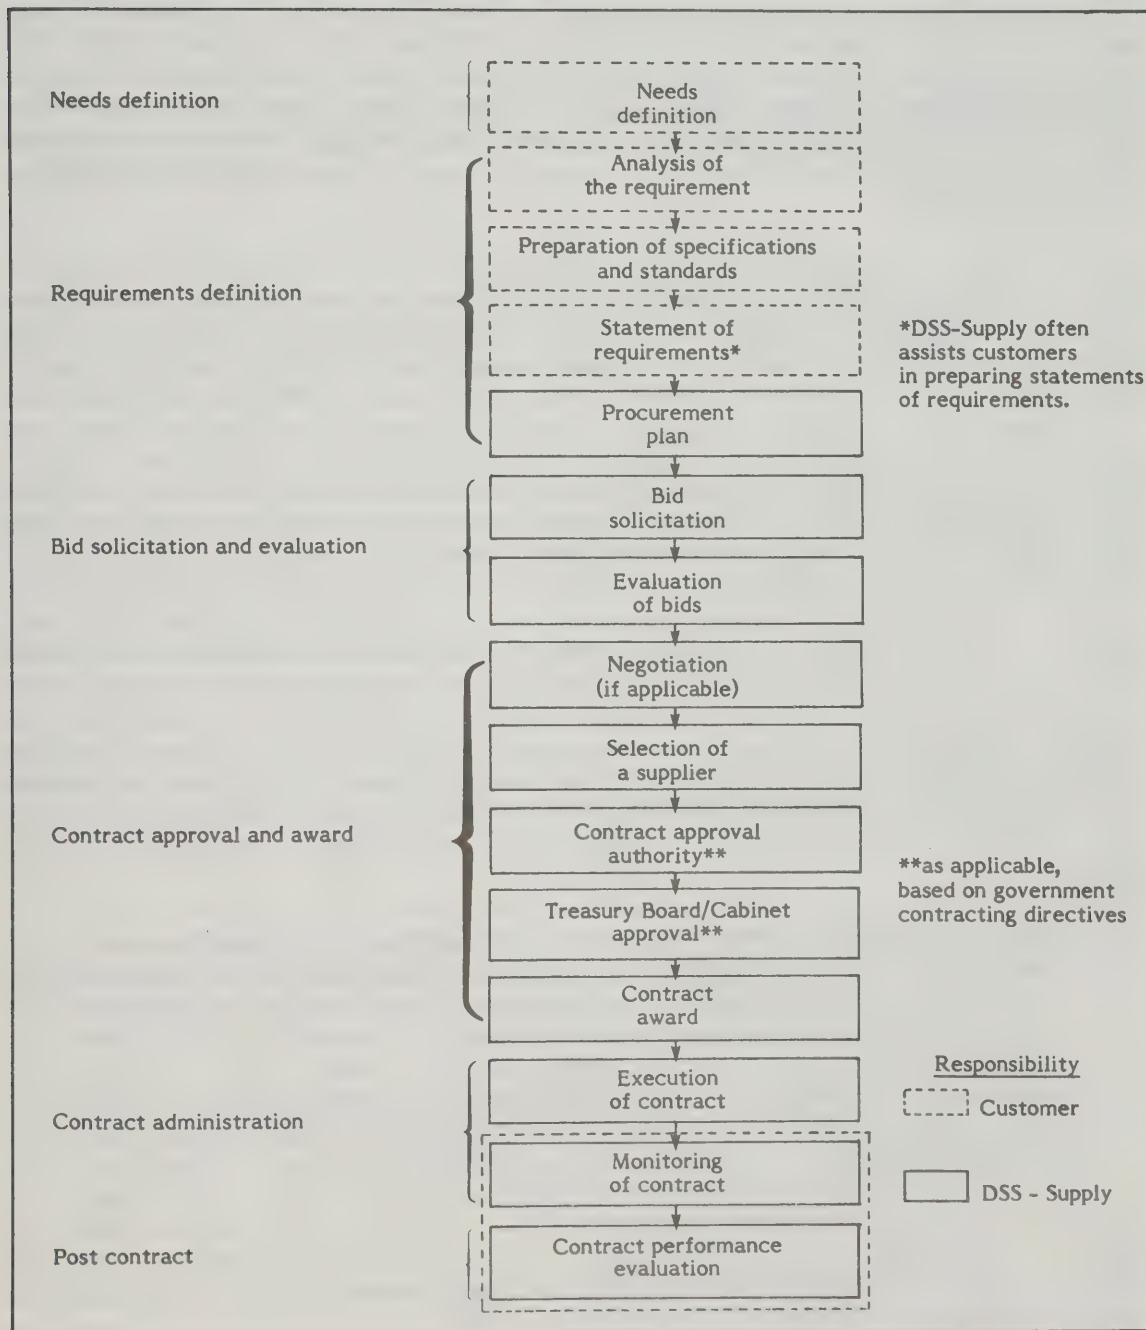 Needs definition
Needs
definition
Requirements definition
Analysis of
the requirement
Preparation of specifications
and standards
Statement of
requirements*
Procurement
plan
*DSS-Supply often
assists customers
in preparing statements
of requirements.
Bid solicitation and evaluation
Bid
solicitation
Evaluation
of bids
Contract approval and award
Negotiation
(if applicable)
Selection of
a supplier
Contract approval
authority**
Treasury Board/Cabinet
approval**
Contract
award
**as applicable,
based on government
contracting directives
Contract administration
Execution
of contract
Monitoring
of contract
Post contract
Contract performance
evaluation
Responsibility
Customer
DSS - Supply